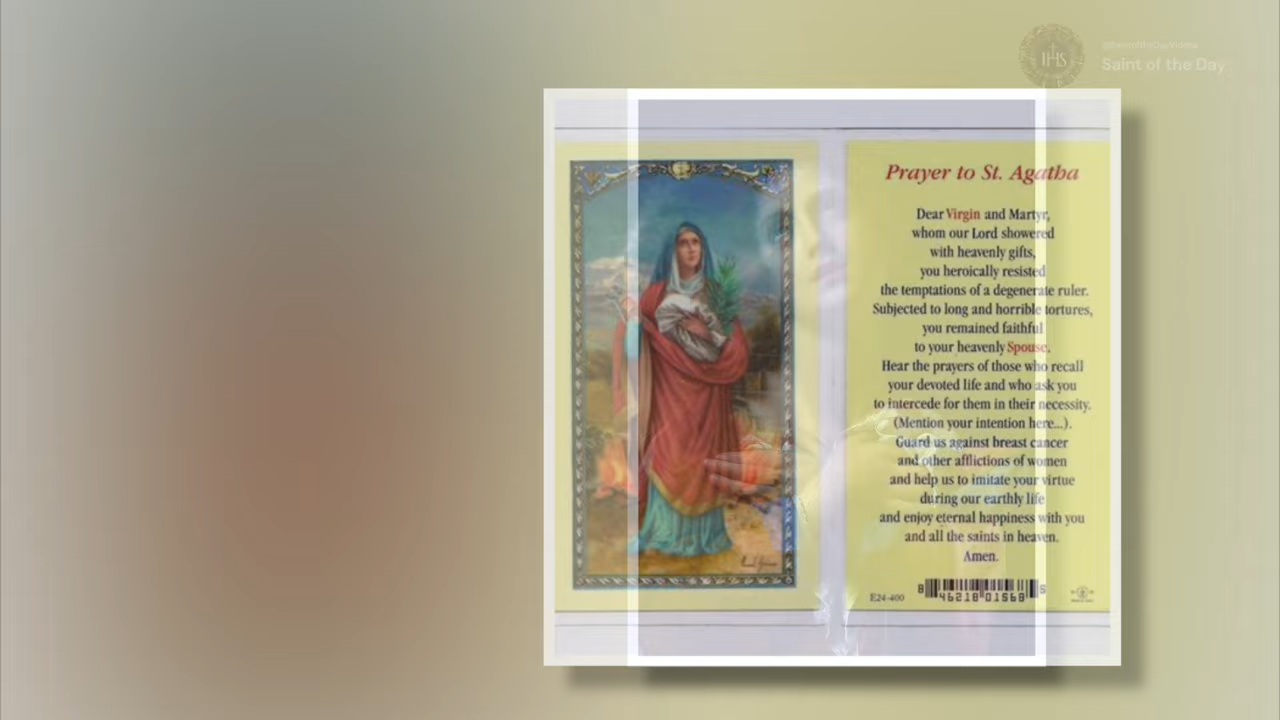 IHS
Saint of the Day
Prayer to St. Agatha
Dear Virgin and Martyr,
whom our Lord showered
with heavenly gifts,
you heroically resisted
the temptations of a degenerate ruler.
Subjected to long and horrible tortures,
you remained faithful
to your heavenly Spouse.
Hear the prayers of those who recall
your devoted life and who ask you
to intercede for them in their necessity.
(Mention your intention here...).
Guard us against breast cancer
and other afflictions of women
and help us to imitate your virtue
during our earthly life
and enjoy eternal happiness with you
and all the saints in heaven.
Amen.
E24-400
8 46218 01568 5